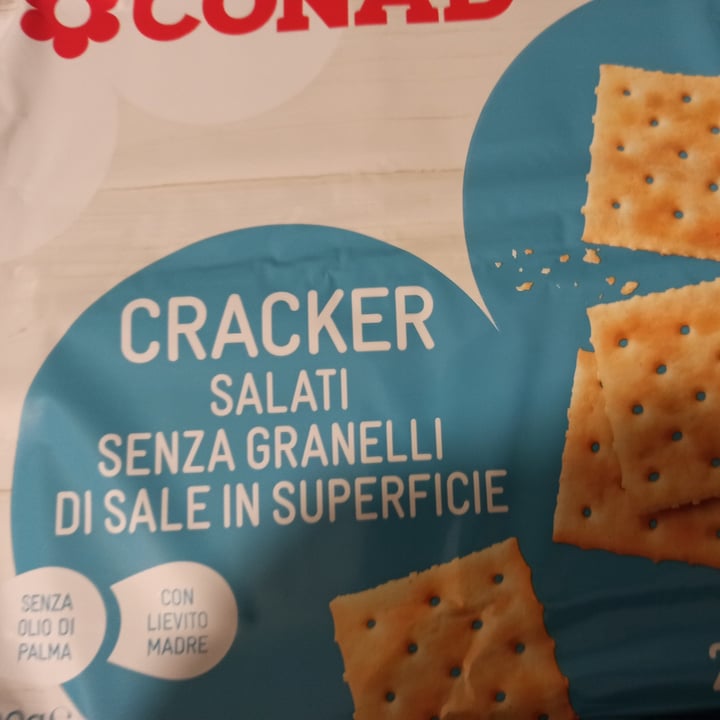 CONAD
CRACKER
SALATI
SENZA GRANELLI
DI SALE IN SUPERFICIE
SENZA
OLIO DI
PALMA
CON
LIEVITO
MADRE